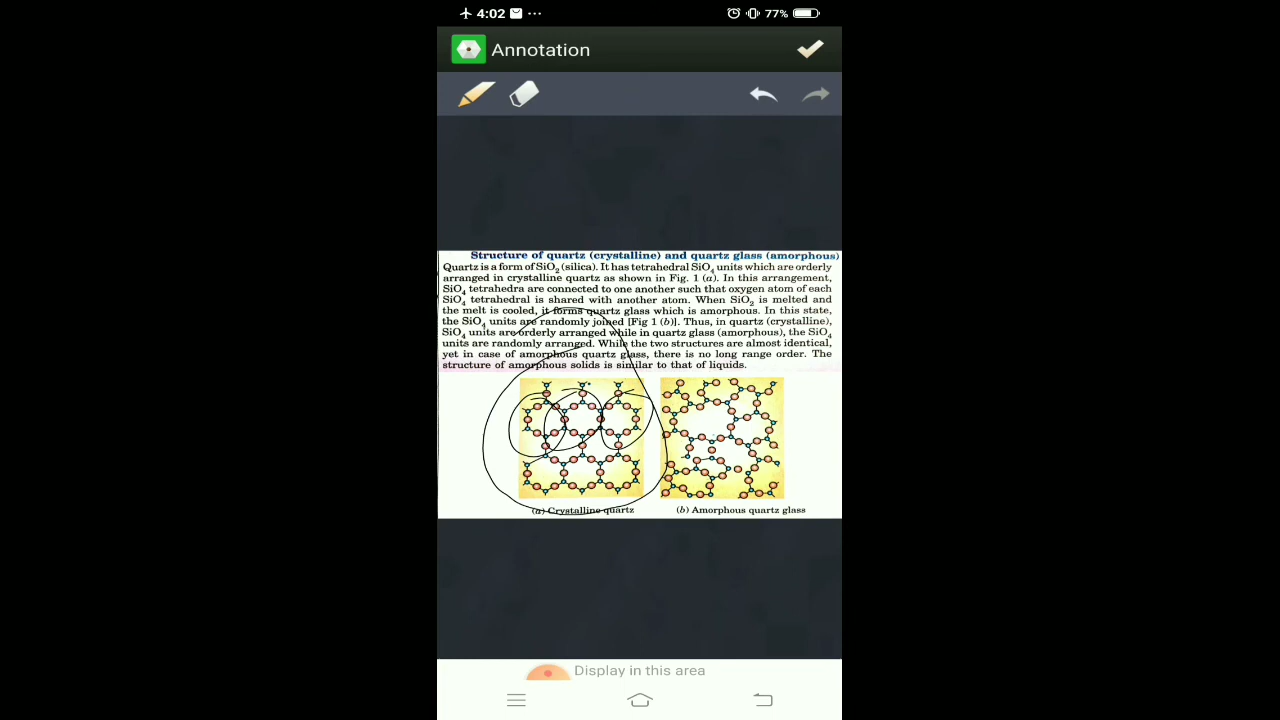 4:02
77%
Annotation
Structure of quartz (crystalline) and quartz glass (amorphous)
Quartz is a form of SiO₂ (silica). It has tetrahedral SiO₄ units which are orderly
arranged in crystalline quartz as shown in Fig. 1 (a). In this arrangement,
SiO₄ tetrahedra are connected to one another such that oxygen atom of each
SiO₄ tetrahedral is shared with another atom. When SiO₂ is melted and
the melt is cooled, it forms quartz glass which is amorphous. In this state,
the SiO₄ units are randomly joined [Fig 1 (b)]. Thus, in quartz (crystalline),
SiO₄ units are orderly arranged while in quartz glass (amorphous), the SiO₄
units are randomly arranged. While the two structures are almost identical,
yet in case of amorphous quartz glass, there is no long range order. The
structure of amorphous solids is similar to that of liquids.
(a) Crystalline quartz
(b) Amorphous quartz glass
Display in this area